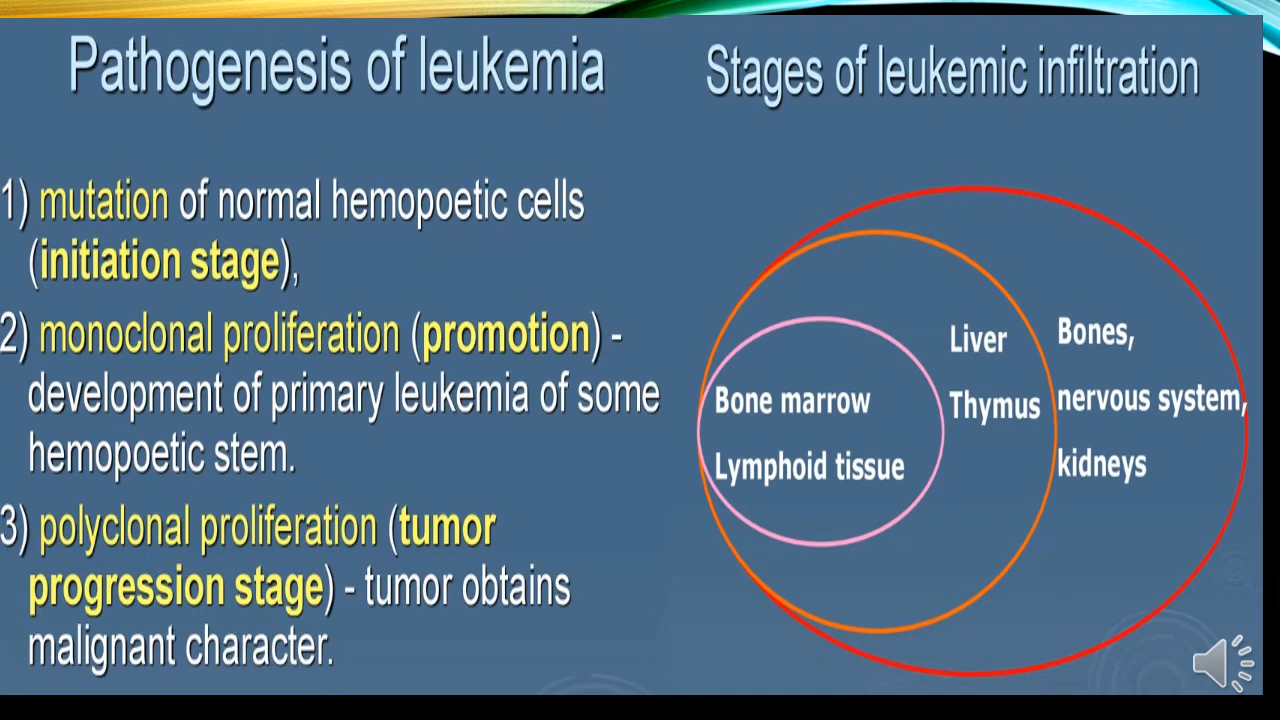 Pathogenesis of leukemia
1) mutation of normal hemopoetic cells
(initiation stage),
2) monoclonal proliferation (promotion) -
development of primary leukemia of some
hemopoetic stem.
3) polyclonal proliferation (tumor
progression stage) - tumor obtains
malignant character.
Stages of leukemic infiltration
Bone marrow
Lymphoid tissue
Liver
Thymus
Bones,
nervous system,
kidneys